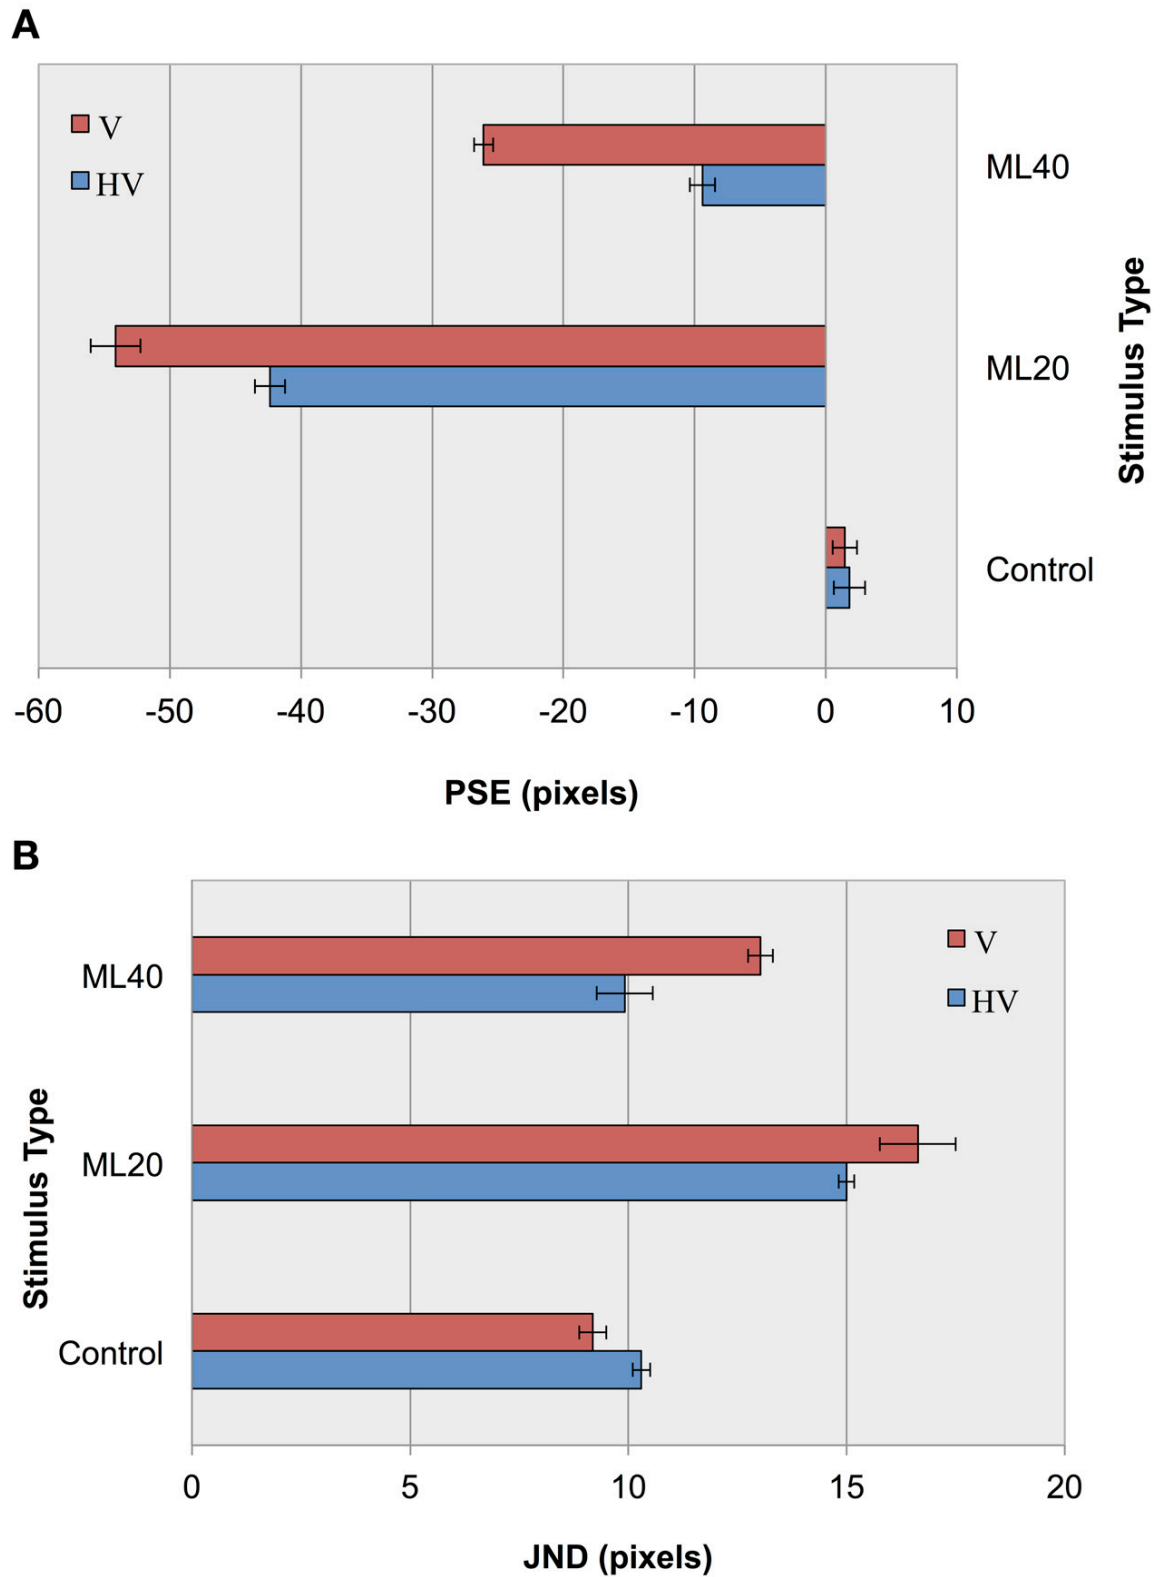 A
V
HV
ML40
ML20
Control
Stimulus Type
-60 -50 -40 -30 -20 -10 0 10
PSE (pixels)
B
V
HV
ML40
ML20
Control
Stimulus Type
0 5 10 15 20
JND (pixels)